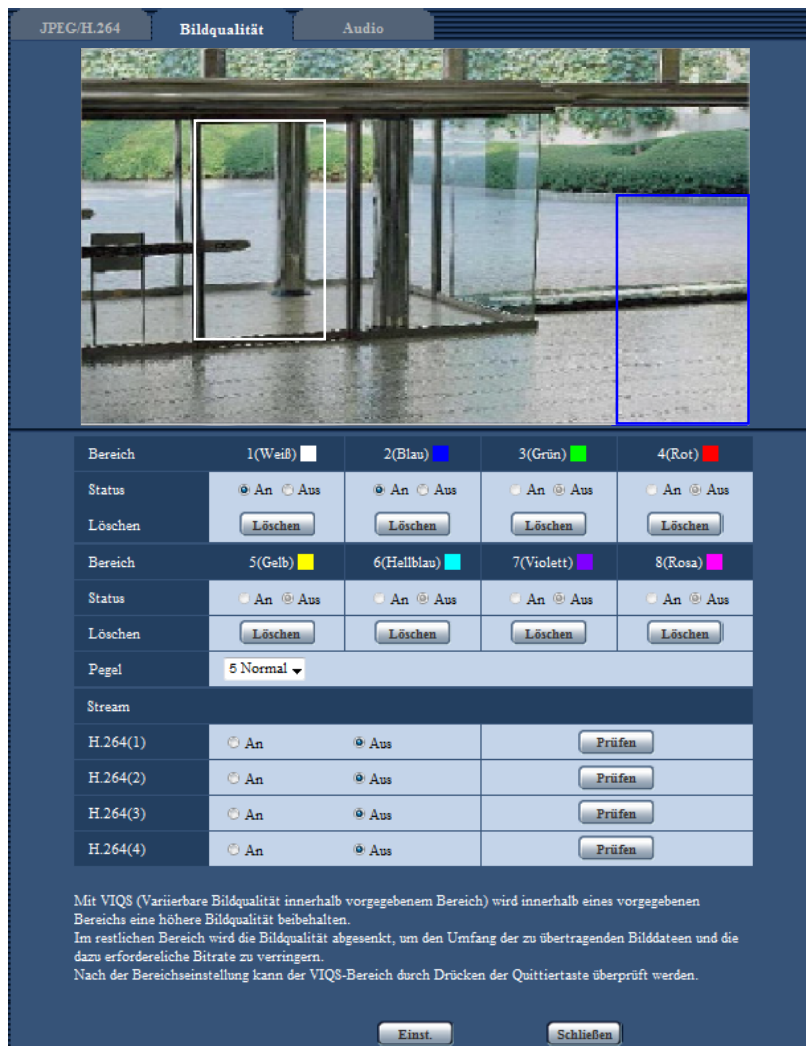 JPEG/H.264 Bildqualität Audio
Bereich 1(Weiß) 2(Blau) 3(Grün) 4(Rot)
Status An Aus An Aus An Aus An Aus
Löschen Löschen Löschen Löschen Löschen
Bereich 5(Gelb) 6(Hellblau) 7(Violett) 8(Rosa)
Status An Aus An Aus An Aus An Aus
Löschen Löschen Löschen Löschen Löschen
Pegel 5 Normal
Stream
H.264(1) An Aus Prüfen
H.264(2) An Aus Prüfen
H.264(3) An Aus Prüfen
H.264(4) An Aus Prüfen
Mit VIQS (Variierbare Bildqualität innerhalb vorgegebenem Bereich) wird innerhalb eines vorgegebenen
Bereichs eine höhere Bildqualität beibehalten.
Im restlichen Bereich wird die Bildqualität abgesenkt, um den Umfang der zu übertragenden Bilddateen und die
dazu erfordereliche Bitrate zu verringern.
Nach der Bereichseinstellung kann der VIQS-Bereich durch Drücken der Quittiertaste überprüft werden.
Einst. Schließen